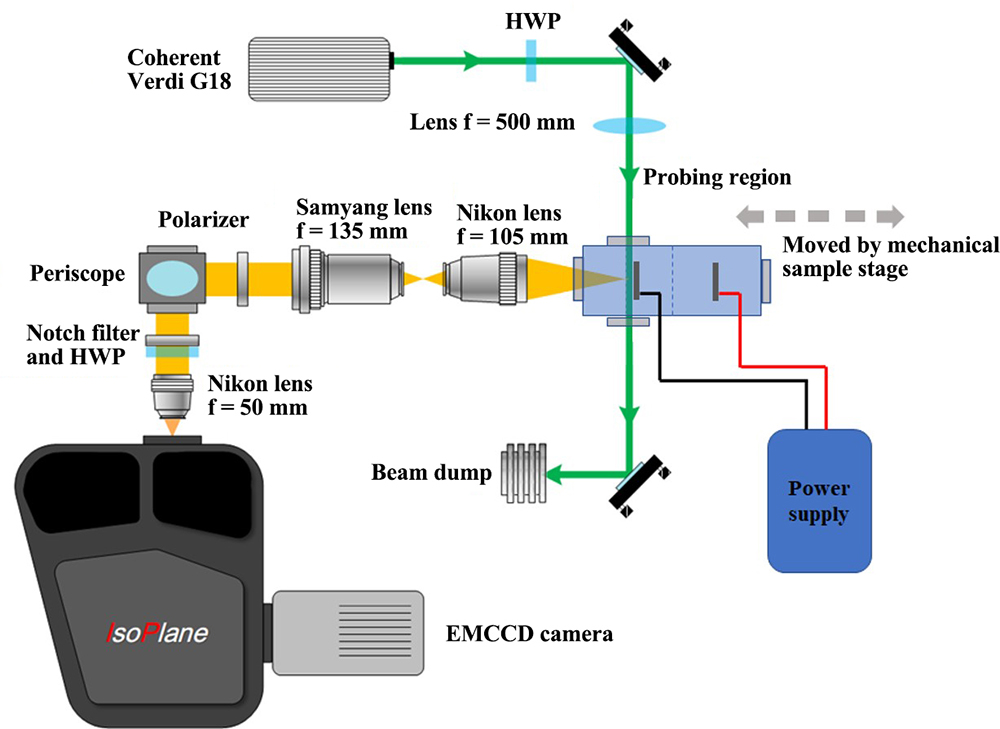 HWP
Coherent
Verdi G18
Lens f = 500 mm
Probing region
Samyang lens
f = 135 mm
Nikon lens
f = 105 mm
Polarizer
Moved by mechanical
sample stage
Periscope
Notch filter
and HWP
Nikon lens
f = 50 mm
Beam dump
Power
supply
IsoPlane
EMCCD camera